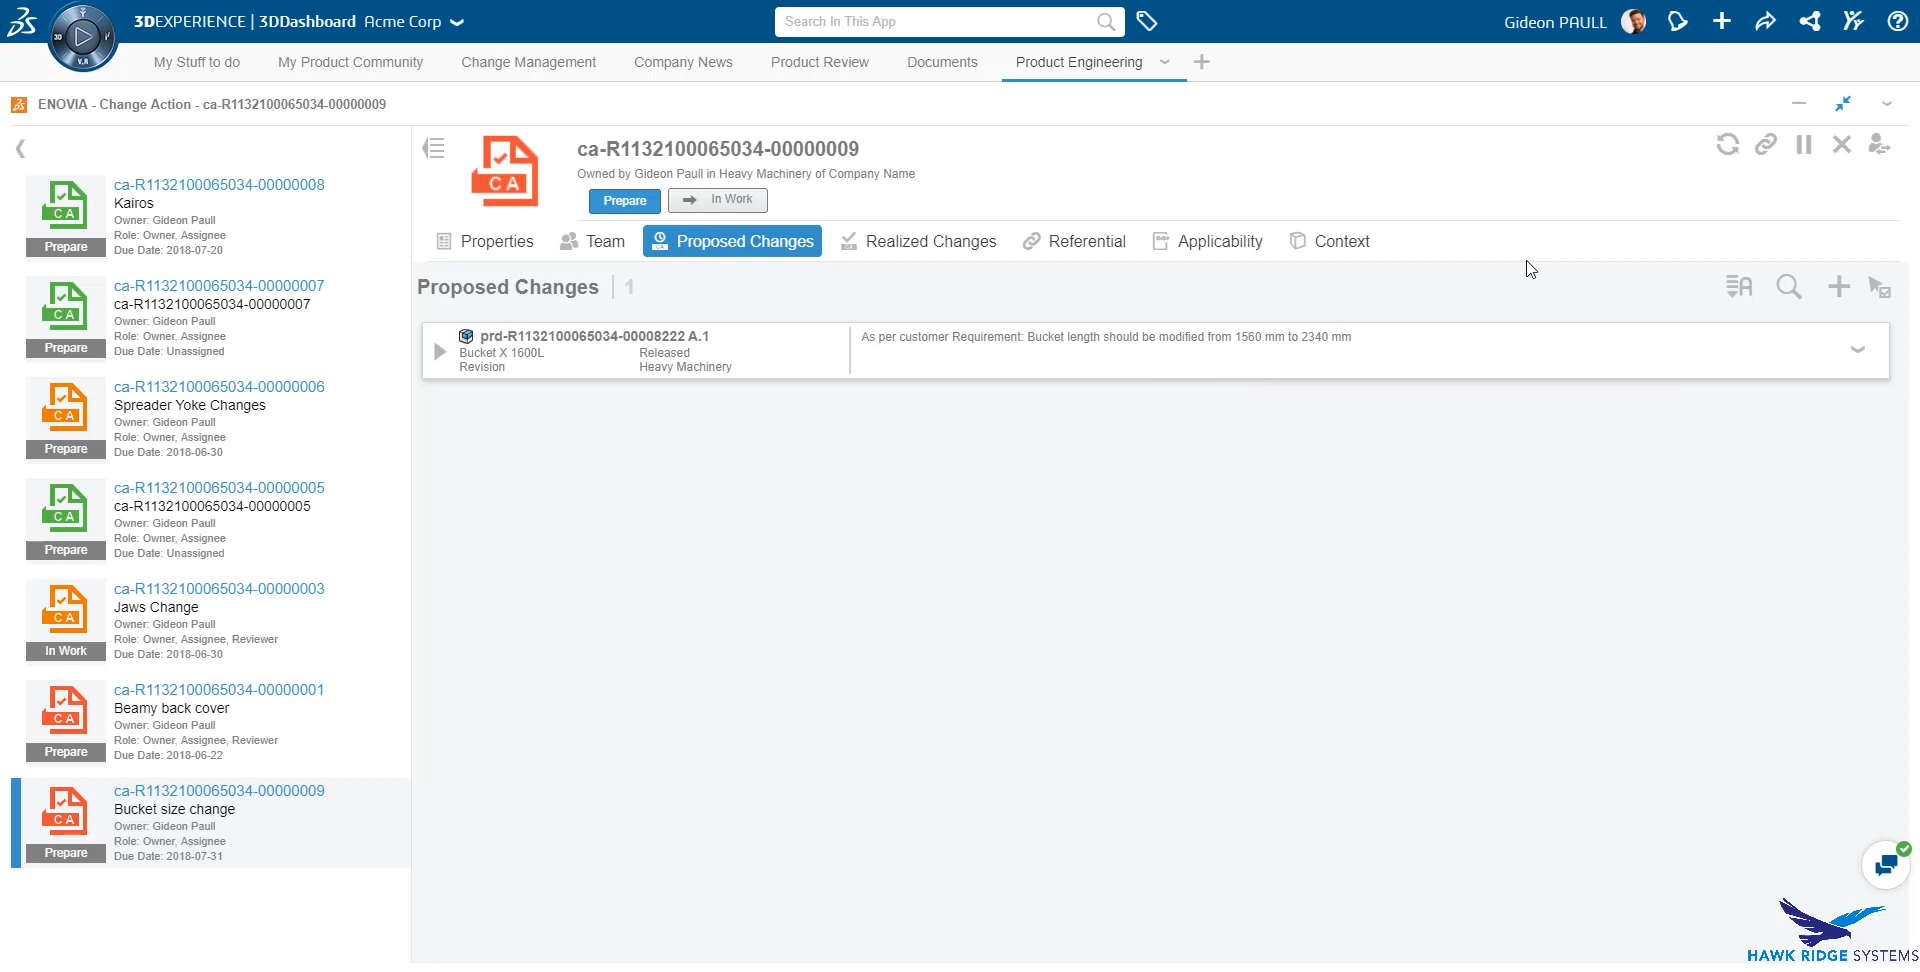 3DEXPERIENCE | 3DDashboard Acme Corp
Search In This App
Gideon PAULL
3D
V.R
My Stuff to do
My Product Community
Change Management
Company News
Product Review
Documents
Product Engineering
ENOVIA - Change Action - ca-R1132100065034-00000009
CA
Prepare
ca-R1132100065034-00000008
Kairos
Owner: Gideon Paull
Role: Owner, Assignee
Due Date: 2018-07-20
CA
Prepare
ca-R1132100065034-00000007
ca-R1132100065034-00000007
Owner: Gideon Paull
Role: Owner, Assignee
Due Date: Unassigned
CA
Prepare
ca-R1132100065034-00000006
Spreader Yoke Changes
Owner: Gideon Paull
Role: Owner, Assignee
Due Date: 2018-06-30
CA
Prepare
ca-R1132100065034-00000005
ca-R1132100065034-00000005
Owner: Gideon Paull
Role: Owner, Assignee
Due Date: Unassigned
CA
In Work
ca-R1132100065034-00000003
Jaws Change
Owner: Gideon Paull
Role: Owner, Assignee, Reviewer
Due Date: 2018-06-30
CA
Prepare
ca-R1132100065034-00000001
Beamy back cover
Owner: Gideon Paull
Role: Owner, Assignee, Reviewer
Due Date: 2018-06-22
CA
Prepare
ca-R1132100065034-00000009
Bucket size change
Owner: Gideon Paull
Role: Owner, Assignee
Due Date: 2018-07-31
CA
ca-R1132100065034-00000009
Owned by Gideon Paull in Heavy Machinery of Company Name
Prepare
In Work
Properties
Team
Proposed Changes
Realized Changes
Referential
Applicability
Context
Proposed Changes 1
prd-R1132100065034-00008222 A.1
Bucket X 1600L Released
Revision Heavy Machinery
As per customer Requirement: Bucket length should be modified from 1560 mm to 2340 mm
HAWK RIDGE SYSTEMS